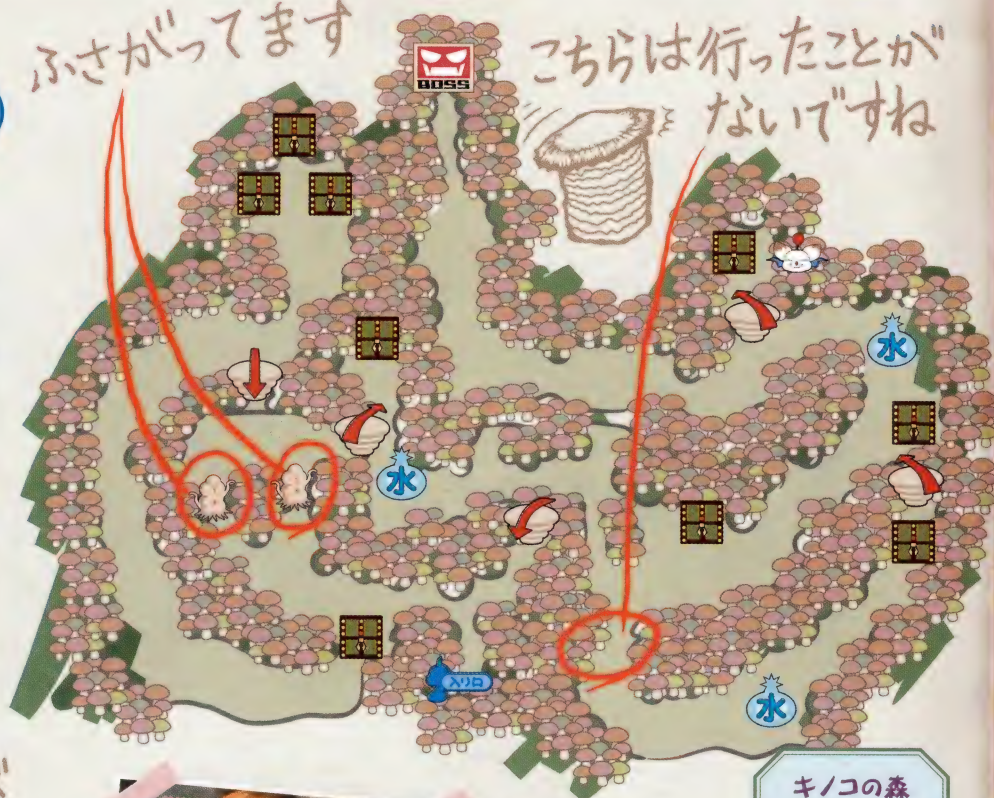 ふさがってます
こちらは行ったことが
ないですね
BOSS
水
水
水
入り口
キノコの森